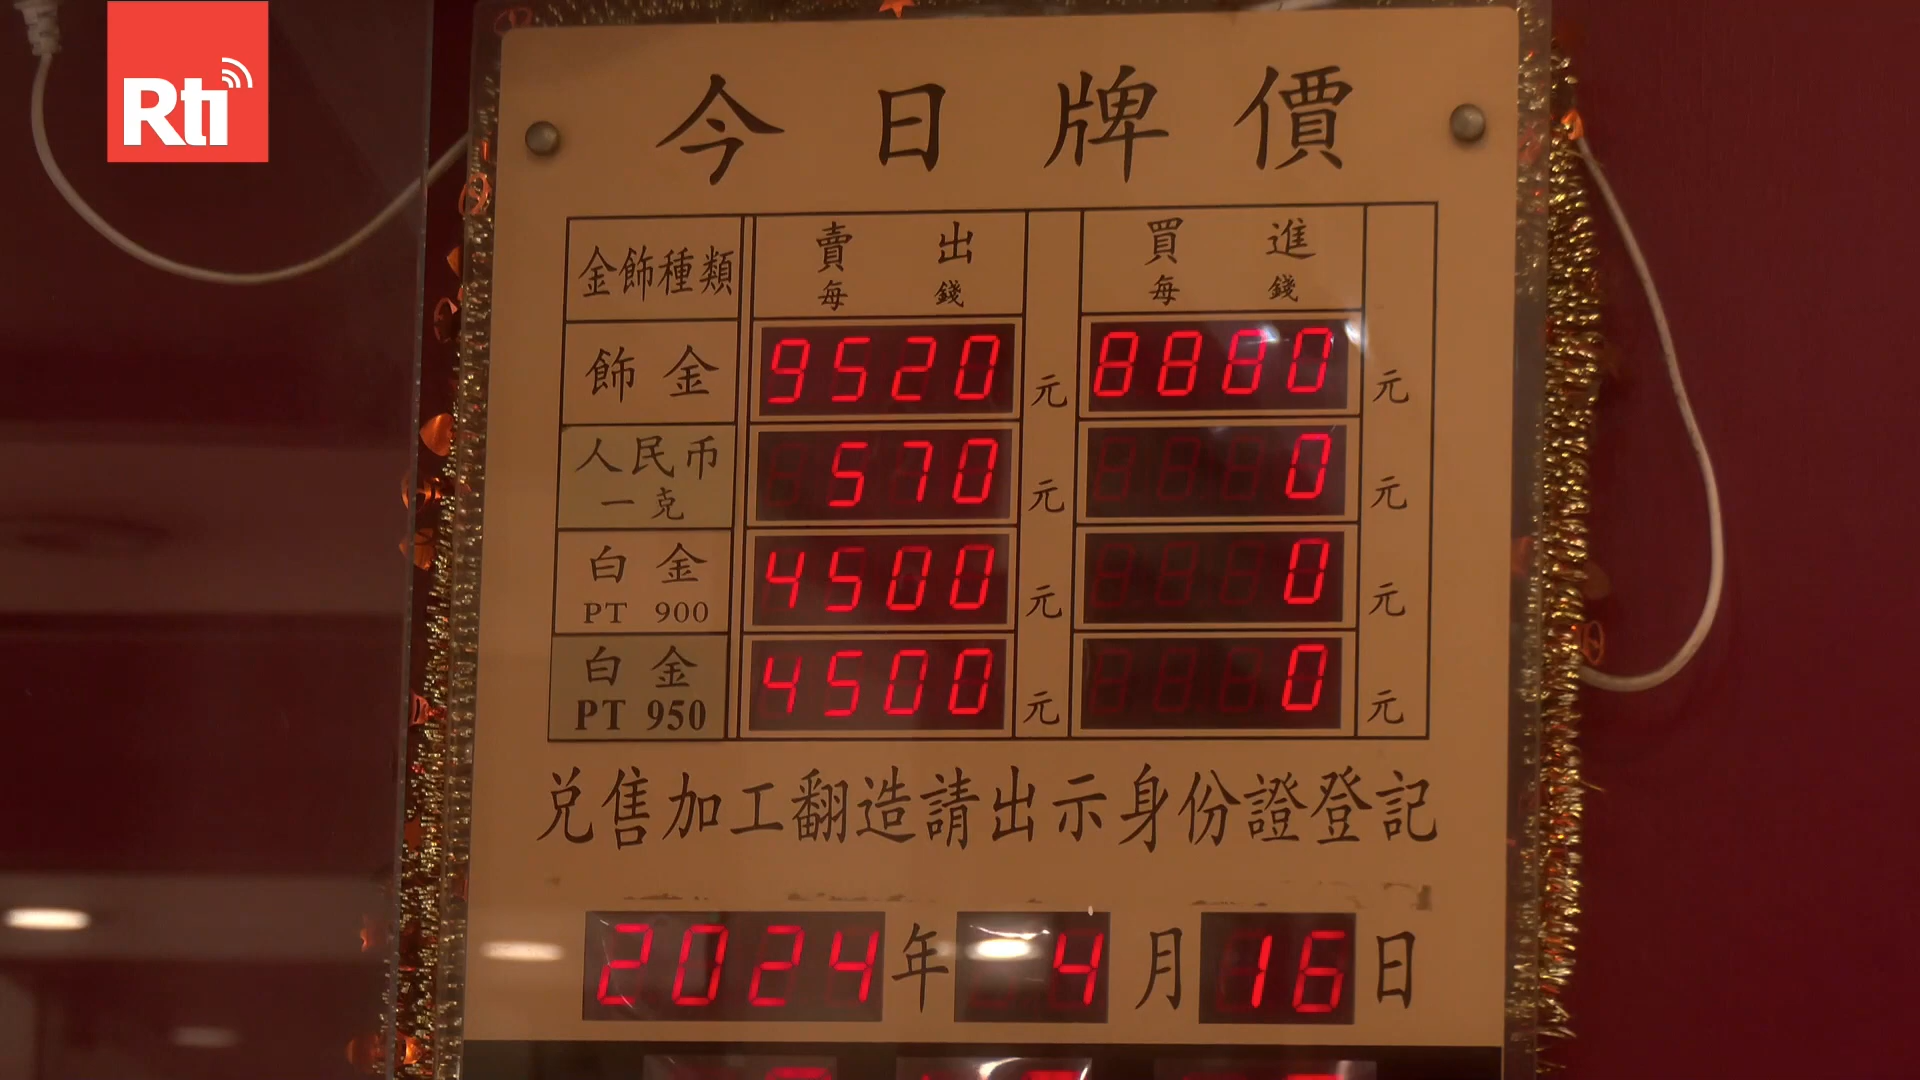 Rti
今日牌價
金飾種類 賣出 買進
每錢 每錢
飾金 9520 元 8880 元
人民币 570 元 0 元
一克
白金 4500 元 0 元
PT 900
白金 4500 元 0 元
PT 950
兑售加工翻造請出示身份證登記
2024年 4月 16日